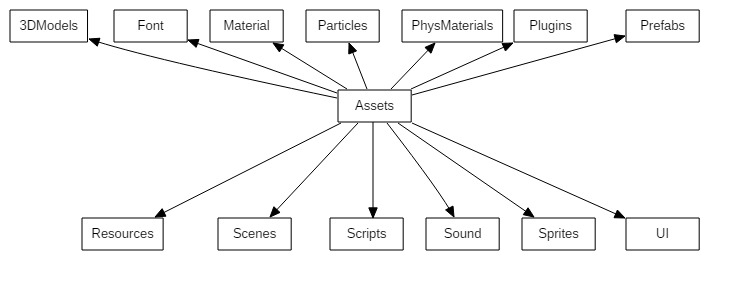 3DModels
Font
Material
Particles
PhysMaterials
Plugins
Prefabs
Assets
Resources
Scenes
Scripts
Sound
Sprites
UI